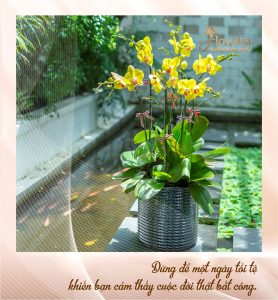 Đừng để một ngày tồi tệ
khiến bạn cảm thấy cuộc đời thật bất công.